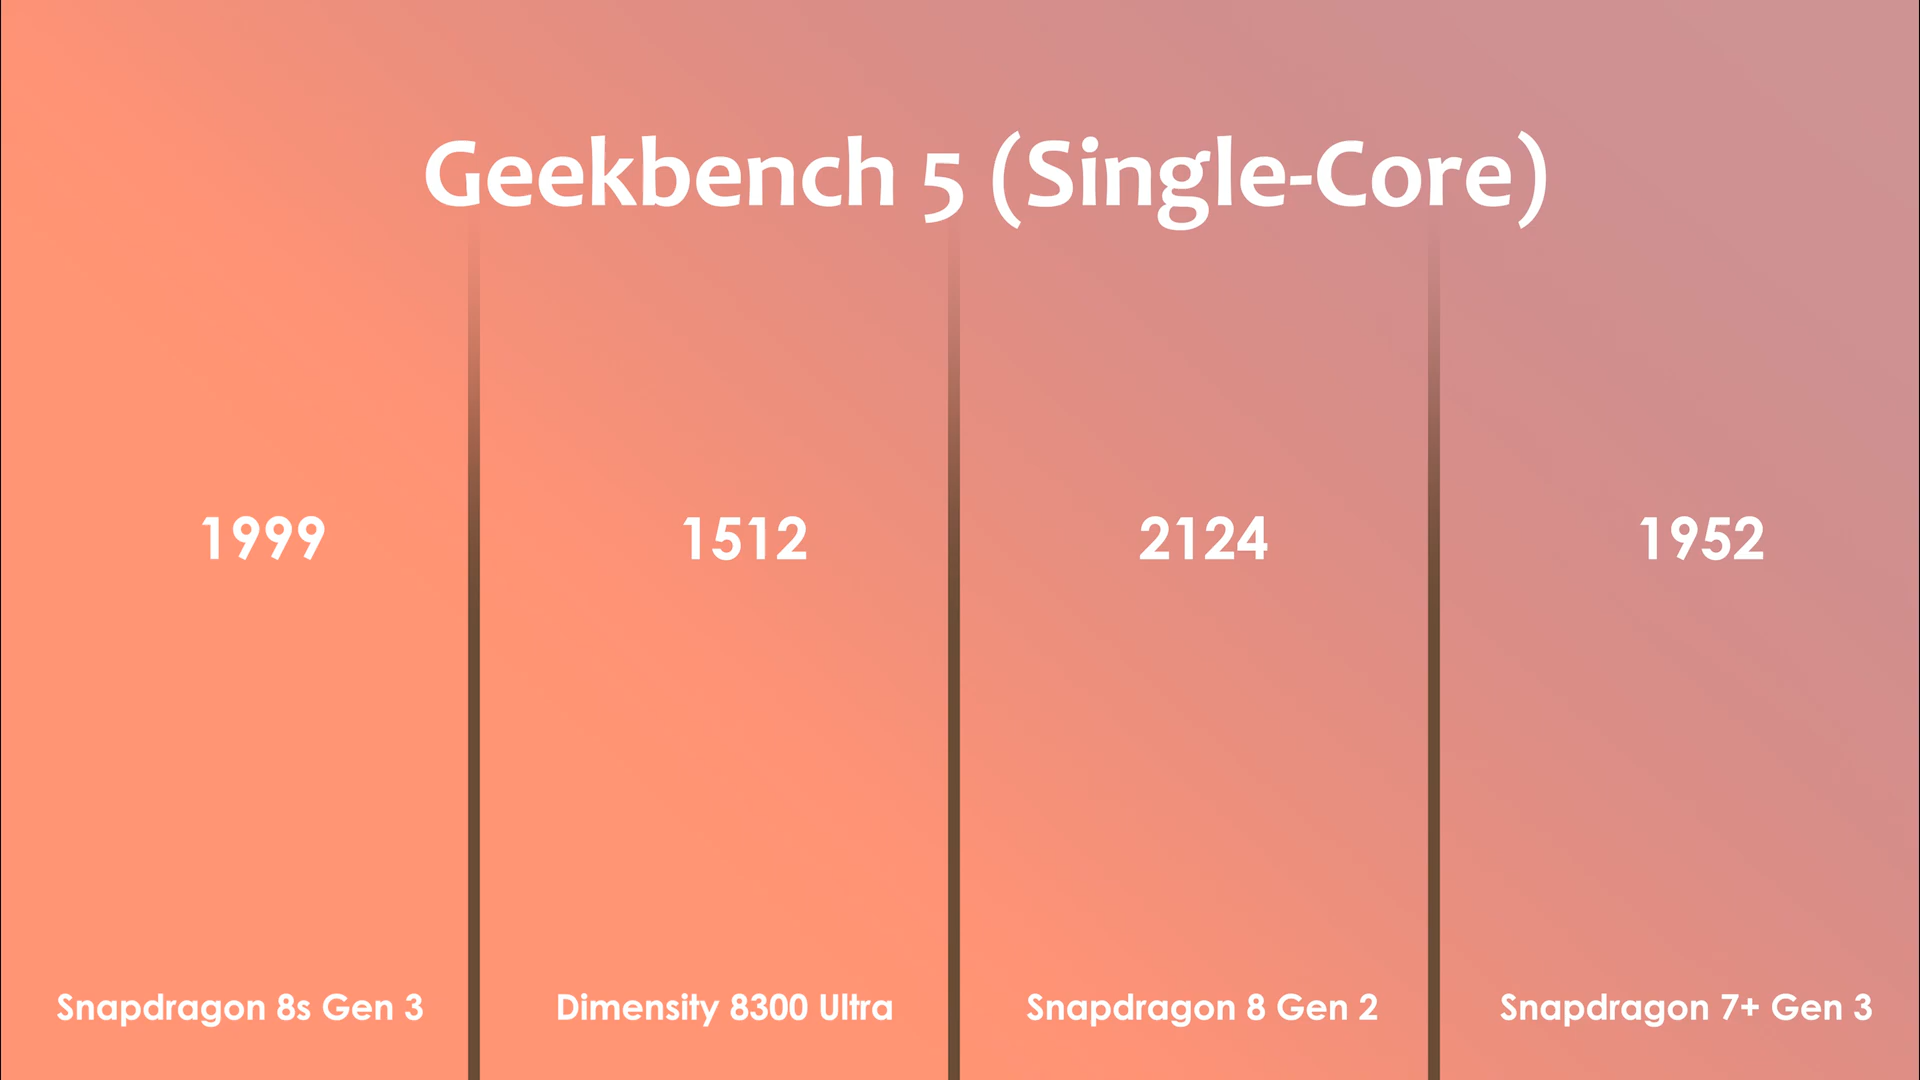 Geekbench 5 (Single-Core)
1999
1512
2124
1952
Snapdragon 8s Gen 3
Dimensity 8300 Ultra
Snapdragon 8 Gen 2
Snapdragon 7+ Gen 3